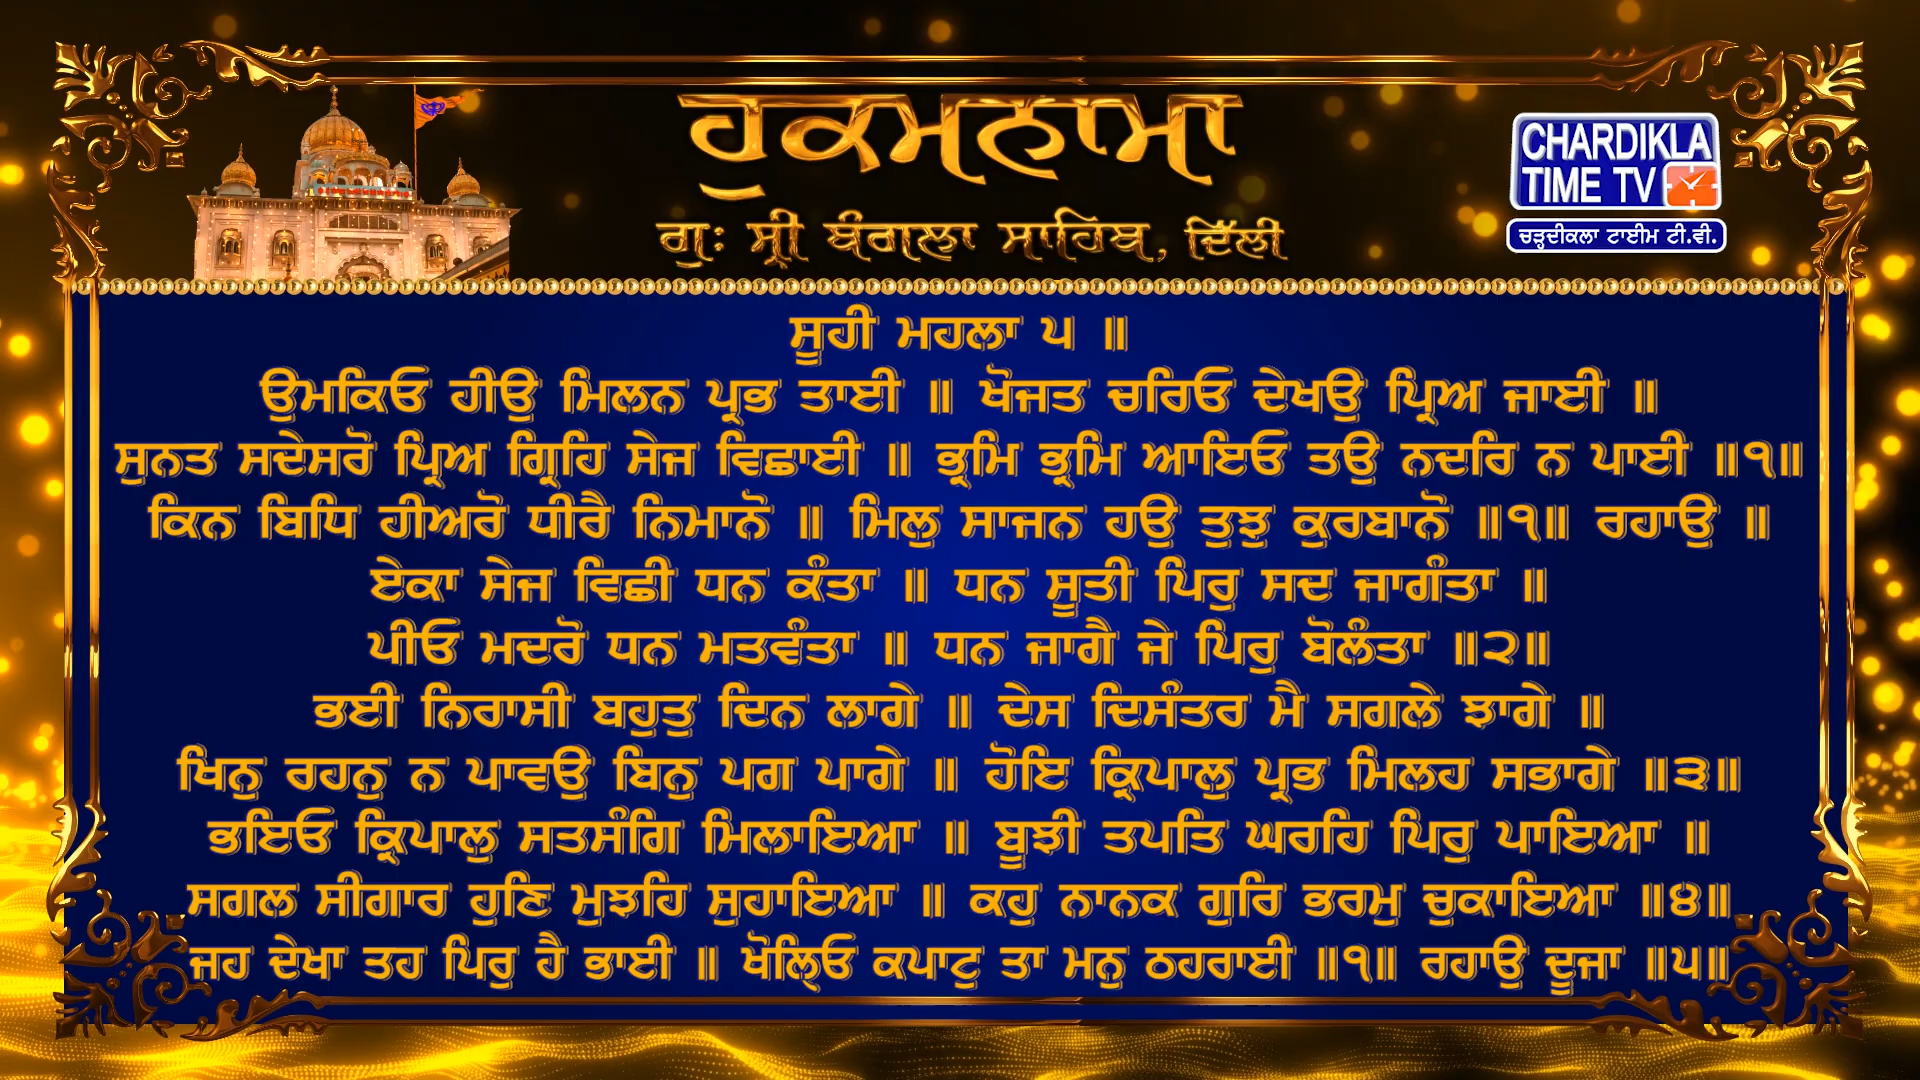 ਹੁਕਮਨਾਮਾ
ਗੁਃ ਸ੍ਰੀ ਬੰਗਲਾ ਸਾਹਿਬ, ਦਿੱਲੀ
CHARDIKLA
TIME TV
ਚੜ੍ਹਦੀਕਲਾ ਟਾਈਮ ਟੀ.ਵੀ.
ਸੂਹੀ ਮਹਲਾ ੫ ॥
ਉਮਕਿਓ ਹੀਉ ਮਿਲਨ ਪ੍ਰਭ ਤਾਈ ॥ ਖੋਜਤ ਚਰਿਓ ਦੇਖਉ ਪ੍ਰਿਅ ਜਾਈ ॥
ਸੁਨਤ ਸਦੇਸਰੋ ਪ੍ਰਿਅ ਗ੍ਰਿਹਿ ਸੇਜ ਵਿਛਾਈ ॥ ਭ੍ਰਮਿ ਭ੍ਰਮਿ ਆਇਓ ਤਉ ਨਦਰਿ ਨ ਪਾਈ ॥੧॥
ਕਿਨ ਬਿਧਿ ਹੀਅਰੋ ਧੀਰੈ ਨਿਮਾਨੋ ॥ ਮਿਲੁ ਸਾਜਨ ਹਉ ਤੁਝੁ ਕੁਰਬਾਨੋ ॥੧॥ ਰਹਾਉ ॥
ਏਕਾ ਸੇਜ ਵਿਛੀ ਧਨ ਕੰਤਾ ॥ ਧਨ ਸੂਤੀ ਪਿਰੁ ਸਦ ਜਾਗੰਤਾ ॥
ਪੀਓ ਮਦਰੋ ਧਨ ਮਤਵੰਤਾ ॥ ਧਨ ਜਾਗੈ ਜੇ ਪਿਰੁ ਬੋਲੰਤਾ ॥੨॥
ਭਈ ਨਿਰਾਸੀ ਬਹੁਤੁ ਦਿਨ ਲਾਗੇ ॥ ਦੇਸ ਦਿਸੰਤਰ ਮੈ ਸਗਲੇ ਝਾਗੇ ॥
ਖਿਨੁ ਰਹਨੁ ਨ ਪਾਵਉ ਬਿਨੁ ਪਗ ਪਾਗੇ ॥ ਹੋਇ ਕ੍ਰਿਪਾਲੁ ਪ੍ਰਭ ਮਿਲਹ ਸਭਾਗੇ ॥੩॥
ਭਇਓ ਕ੍ਰਿਪਾਲੁ ਸਤਸੰਗਿ ਮਿਲਾਇਆ ॥ ਬੂਝੀ ਤਪਤਿ ਘਰਹਿ ਪਿਰੁ ਪਾਇਆ ॥
ਸਗਲ ਸੀਗਾਰ ਹੁਣਿ ਮੁਝਹਿ ਸੁਹਾਇਆ ॥ ਕਹੁ ਨਾਨਕ ਗੁਰਿ ਭਰਮੁ ਚੁਕਾਇਆ ॥੪॥
ਜਹ ਦੇਖਾ ਤਹ ਪਿਰੁ ਹੈ ਭਾਈ ॥ ਖੋਲ੍ਹਿਓ ਕਪਾਟੁ ਤਾ ਮਨੁ ਠਹਰਾਈ ॥੧॥ ਰਹਾਉ ਦੂਜਾ ॥੫॥